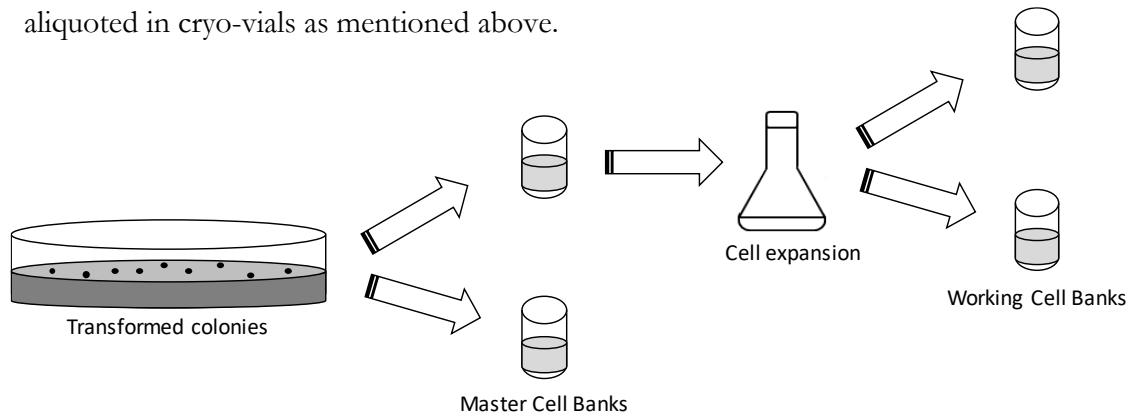 aliquoted in cryo-vials as mentioned above.
Cell expansion
Working Cell Banks
Transformed colonies
Master Cell Banks